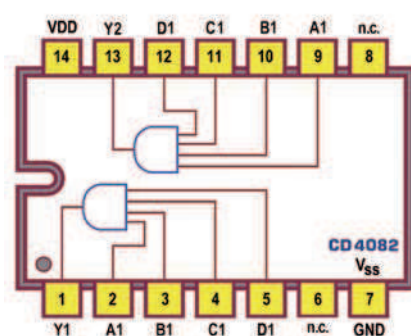 VDD Y2 D1 C1 B1 A1 n.c.
14 13 12 11 10 9 8
CD4082
VSS
1 2 3 4 5 6 7
Y1 A1 B1 C1 D1 n.c. GND